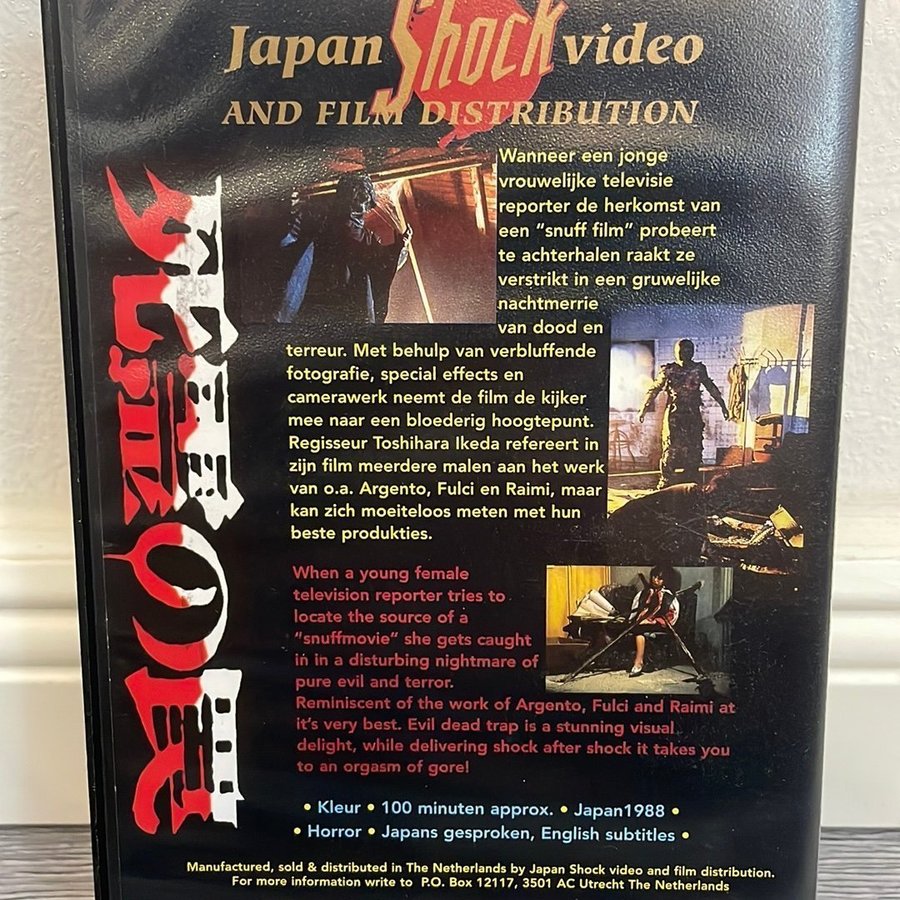 Japan Shock video
AND FILM DISTRIBUTION
死霊の罠
Wanneer een jonge
vrouwelijke televisie
reporter de herkomst van
een “snuff film” probeert
te achterhalen raakt ze
verstrikt in een gruwelijke
nachtmerrie
van dood en
terreur. Met behulp van verbluffende
fotografie, special effects en
camerawerk neemt de film de kijker
mee naar een bloederig hoogtepunt.
Regisseur Toshihara Ikeda refereert in
zijn film meerdere malen aan het werk
van o.a. Argento, Fulci en Raimi, maar
kan zich moeiteloos meten met hun
beste produkties.
When a young female
television reporter tries to
locate the source of a
“snuffmovie” she gets caught
in in a disturbing nightmare of
pure evil and terror.
Reminiscent of the work of Argento, Fulci and Raimi at
it’s very best. Evil dead trap is a stunning visual
delight, while delivering shock after shock it takes you
to an orgasm of gore!
• Kleur • 100 minuten approx. • Japan1988 •
• Horror • Japans gesproken, English subtitles •
Manufactured, sold & distributed in The Netherlands by Japan Shock video and film distribution.
For more information write to P.O. Box 12117, 3501 AC Utrecht The Netherlands